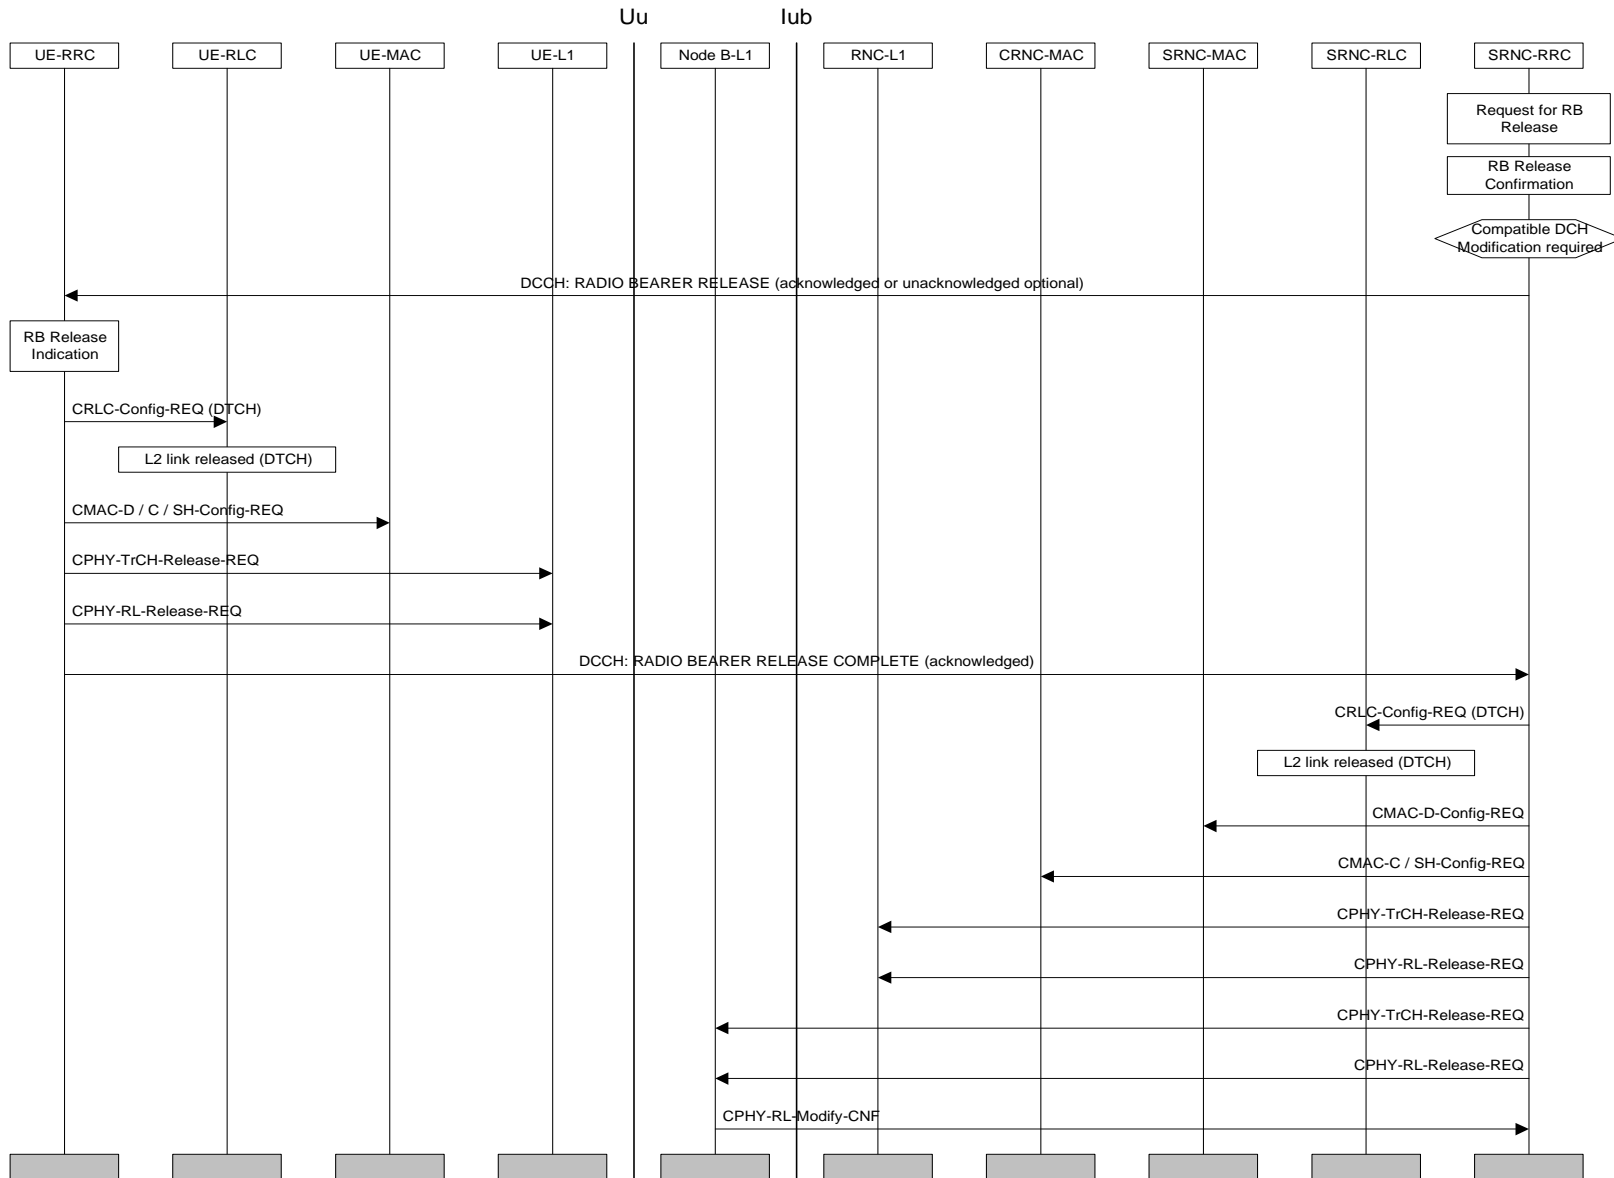 Uu
Iub
UE-RRC
UE-RLC
UE-MAC
UE-L1
Node B-L1
RNC-L1
CRNC-MAC
SRNC-MAC
SRNC-RLC
SRNC-RRC
Request for RB
Release
RB Release
Confirmation
Compatible DCH
Modification required
DCCH: RADIO BEARER RELEASE (acknowledged or unacknowledged optional)
RB Release
Indication
CRLC-Config-REQ (DTCH)
L2 link released (DTCH)
CMAC-D / C / SH-Config-REQ
CPHY-TrCH-Release-REQ
CPHY-RL-Release-REQ
DCCH: RADIO BEARER RELEASE COMPLETE (acknowledged)
CRLC-Config-REQ (DTCH)
L2 link released (DTCH)
CMAC-D-Config-REQ
CMAC-C / SH-Config-REQ
CPHY-TrCH-Release-REQ
CPHY-RL-Release-REQ
CPHY-TrCH-Release-REQ
CPHY-RL-Release-REQ
CPHY-RL-Modify-CNF